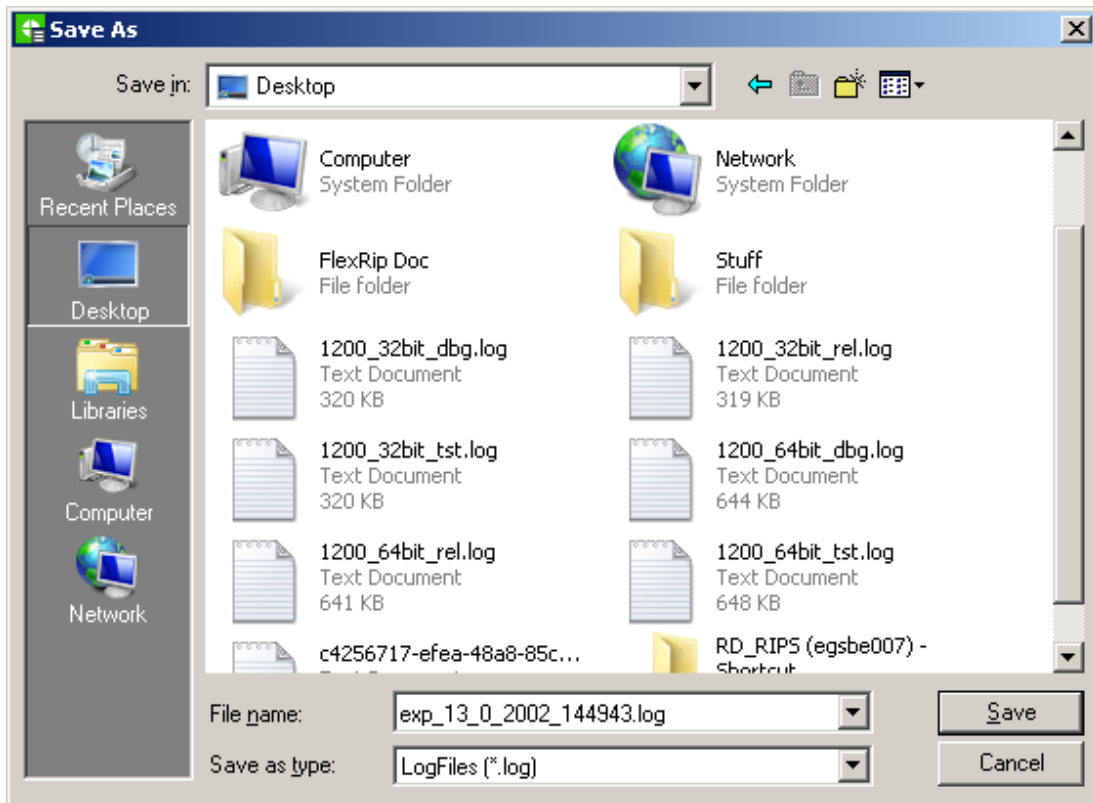 Save As
Save in:
Desktop
Recent Places
Desktop
Libraries
Computer
Network
Computer
System Folder
Network
System Folder
FlexRip Doc
File folder
Stuff
File folder
1200_32bit_dbg.log
Text Document
320 KB
1200_32bit_rel.log
Text Document
319 KB
1200_32bit_tst.log
Text Document
320 KB
1200_64bit_dbg.log
Text Document
644 KB
1200_64bit_rel.log
Text Document
641 KB
1200_64bit_tst.log
Text Document
648 KB
c4256717-efea-48a8-85c...
RD_RIPS (egsbe007) -
Shortcut
File name:
exp_13_0_2002_144943.log
Save
Save as type:
LogFiles (*.log)
Cancel